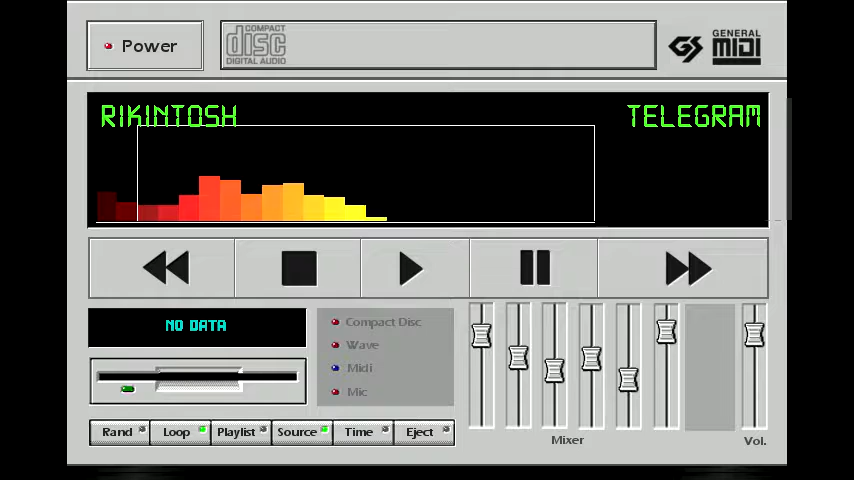 Power
COMPACT
disc
DIGITAL AUDIO
GS
GENERAL
MIDI
RIKINTOSH
TELEGRAM
NO DATA
Compact Disc
Wave
Midi
Mic
Rand
Loop
Playlist
Source
Time
Eject
Mixer
Vol.